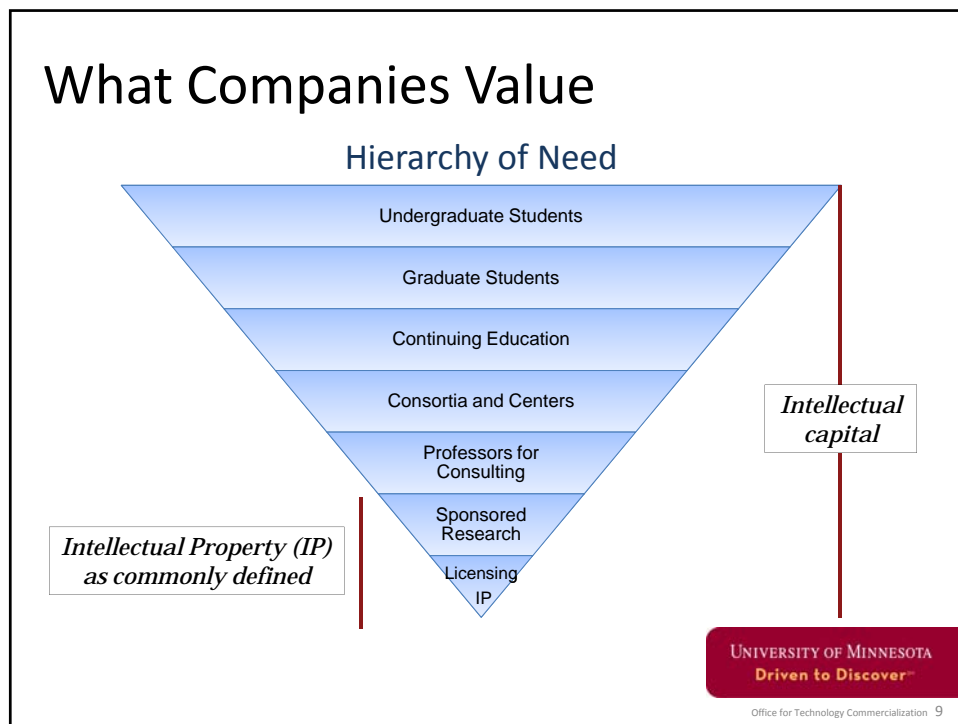 What Companies Value
Hierarchy of Need
Undergraduate Students
Graduate Students
Continuing Education
Consortia and Centers
Intellectual
capital
Professors for
Consulting
Sponsored
Research
Intellectual Property (IP)
as commonly defined
Licensing
IP
UNIVERSITY OF MINNESOTA
Driven to Discover℠
Office for Technology Commercialization 9